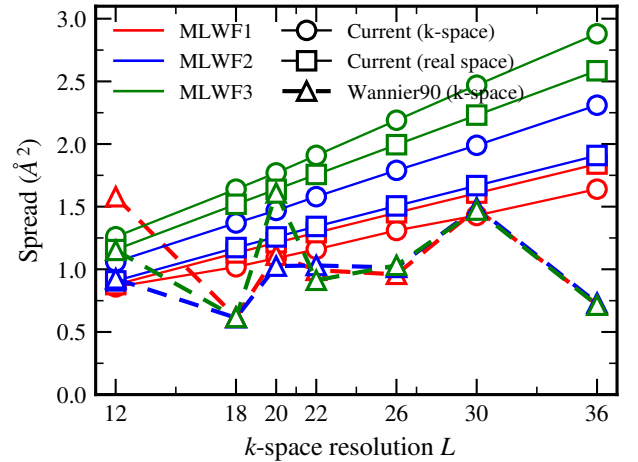 3.0
2.5
2.0
1.5
1.0
0.5
0.0
Spread (Å²)
MLWF1
MLWF2
MLWF3
Current (k-space)
Current (real space)
Wannier90 (k-space)
12 18 20 22 26 30 36
k-space resolution L